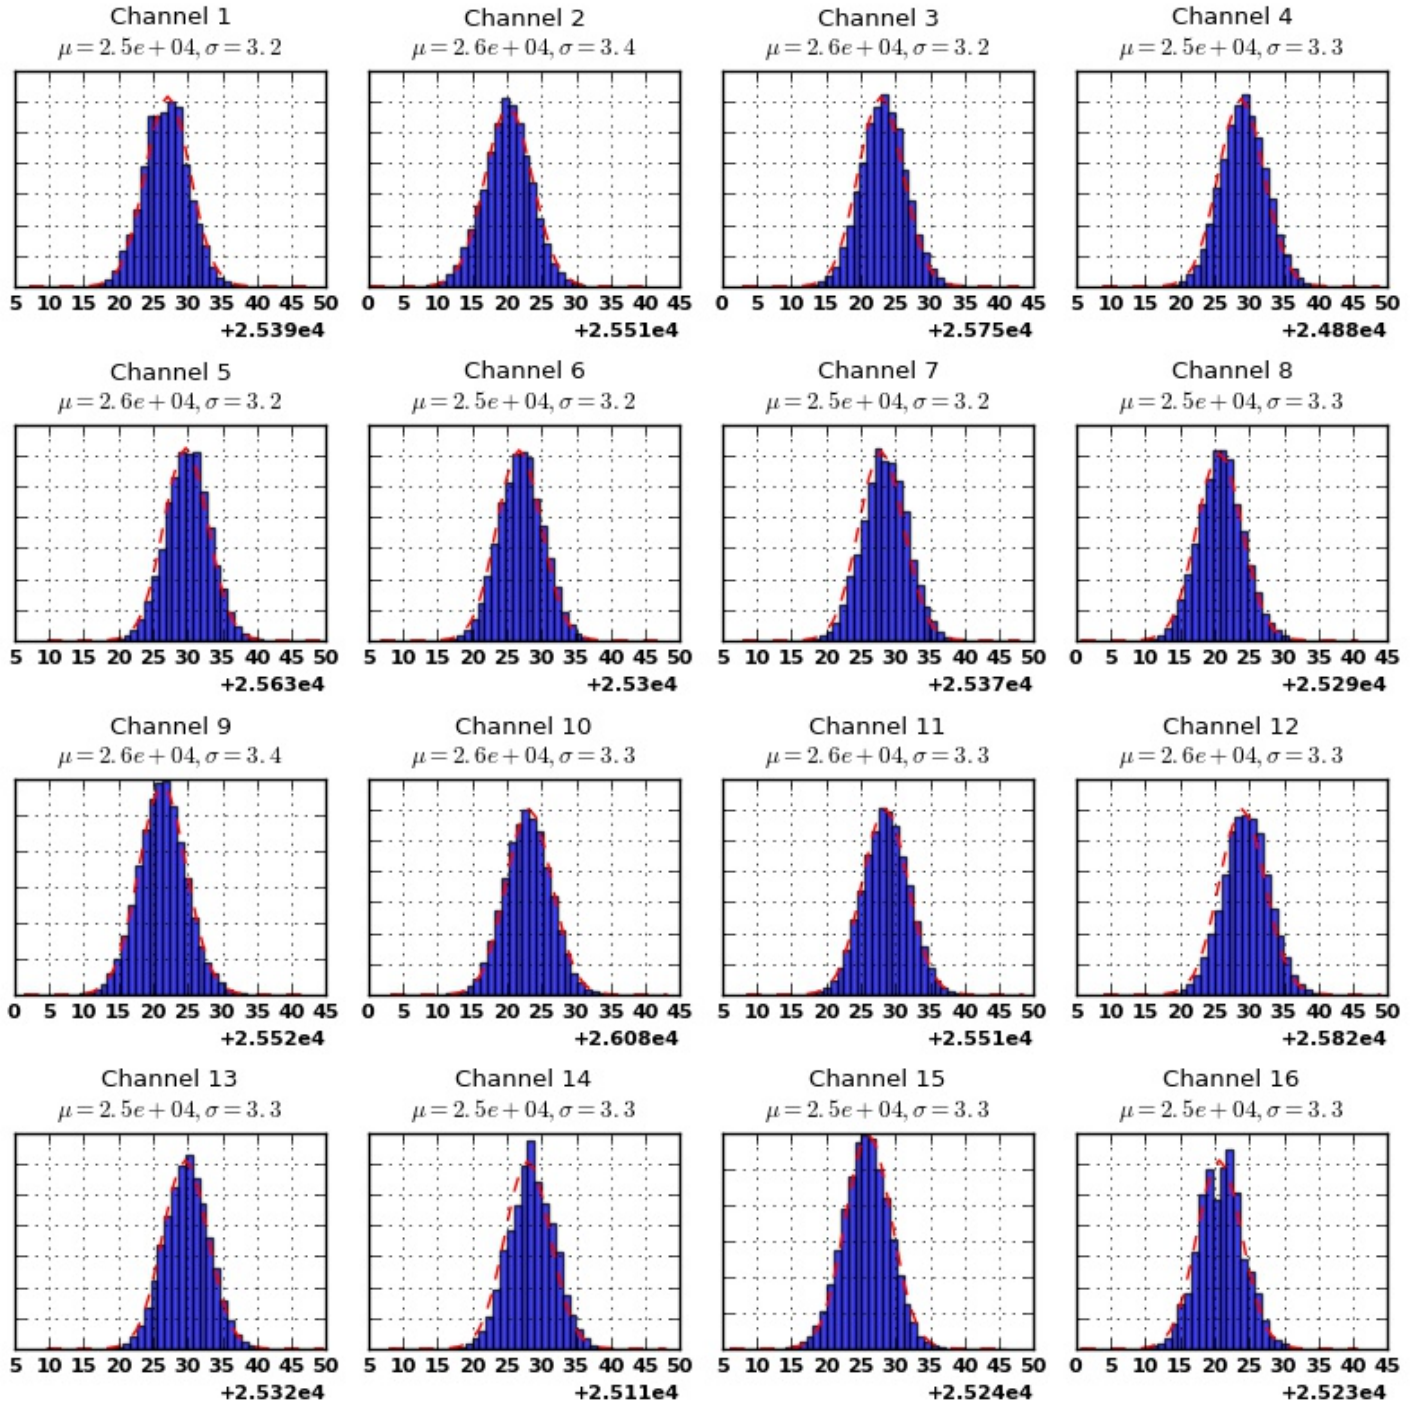 Channel 1 Channel 2 Channel 3 Channel 4
μ = 2.5e + 04, σ = 3.2 μ = 2.6e + 04, σ = 3.4 μ = 2.6e + 04, σ = 3.2 μ = 2.5e + 04, σ = 3.3
5 10 15 20 25 30 35 40 45 50 0 5 10 15 20 25 30 35 40 45 0 5 10 15 20 25 30 35 40 45 5 10 15 20 25 30 35 40 45 50
+2.539e4 +2.551e4 +2.575e4 +2.488e4
Channel 5 Channel 6 Channel 7 Channel 8
μ = 2.6e + 04, σ = 3.2 μ = 2.5e + 04, σ = 3.2 μ = 2.5e + 04, σ = 3.2 μ = 2.5e + 04, σ = 3.3
5 10 15 20 25 30 35 40 45 50 5 10 15 20 25 30 35 40 45 50 5 10 15 20 25 30 35 40 45 50 0 5 10 15 20 25 30 35 40 45
+2.563e4 +2.53e4 +2.537e4 +2.529e4
Channel 9 Channel 10 Channel 11 Channel 12
μ = 2.6e + 04, σ = 3.4 μ = 2.6e + 04, σ = 3.3 μ = 2.6e + 04, σ = 3.3 μ = 2.6e + 04, σ = 3.3
0 5 10 15 20 25 30 35 40 45 0 5 10 15 20 25 30 35 40 45 5 10 15 20 25 30 35 40 45 50 5 10 15 20 25 30 35 40 45 50
+2.552e4 +2.608e4 +2.551e4 +2.582e4
Channel 13 Channel 14 Channel 15 Channel 16
μ = 2.5e + 04, σ = 3.3 μ = 2.5e + 04, σ = 3.3 μ = 2.5e + 04, σ = 3.3 μ = 2.5e + 04, σ = 3.3
5 10 15 20 25 30 35 40 45 50 5 10 15 20 25 30 35 40 45 50 5 10 15 20 25 30 35 40 45 50 0 5 10 15 20 25 30 35 40 45
+2.532e4 +2.511e4 +2.524e4 +2.523e4